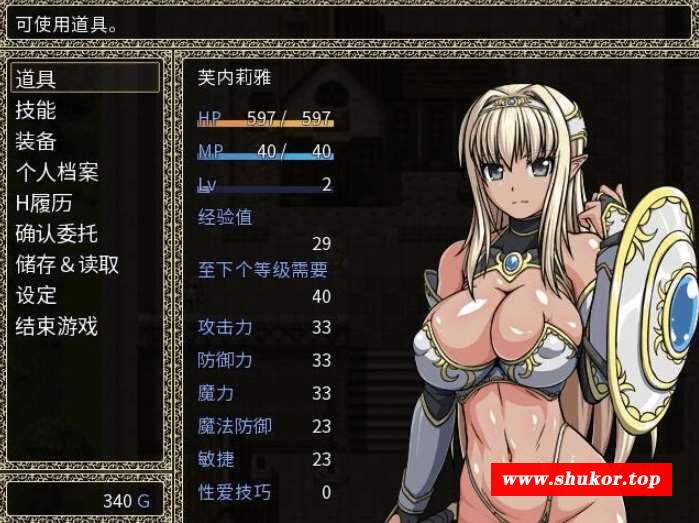 可使用道具。
道具
技能
装备
个人档案
H履历
确认委托
储存＆读取
设定
结束游戏
340 G
芙内莉雅
HP 597/ 597
MP 40/ 40
Lv 2
经验值
29
至下个等级需要
40
攻击力 33
防御力 33
魔力 33
魔法防御 23
敏捷 23
性爱技巧 0
www.shukor.top